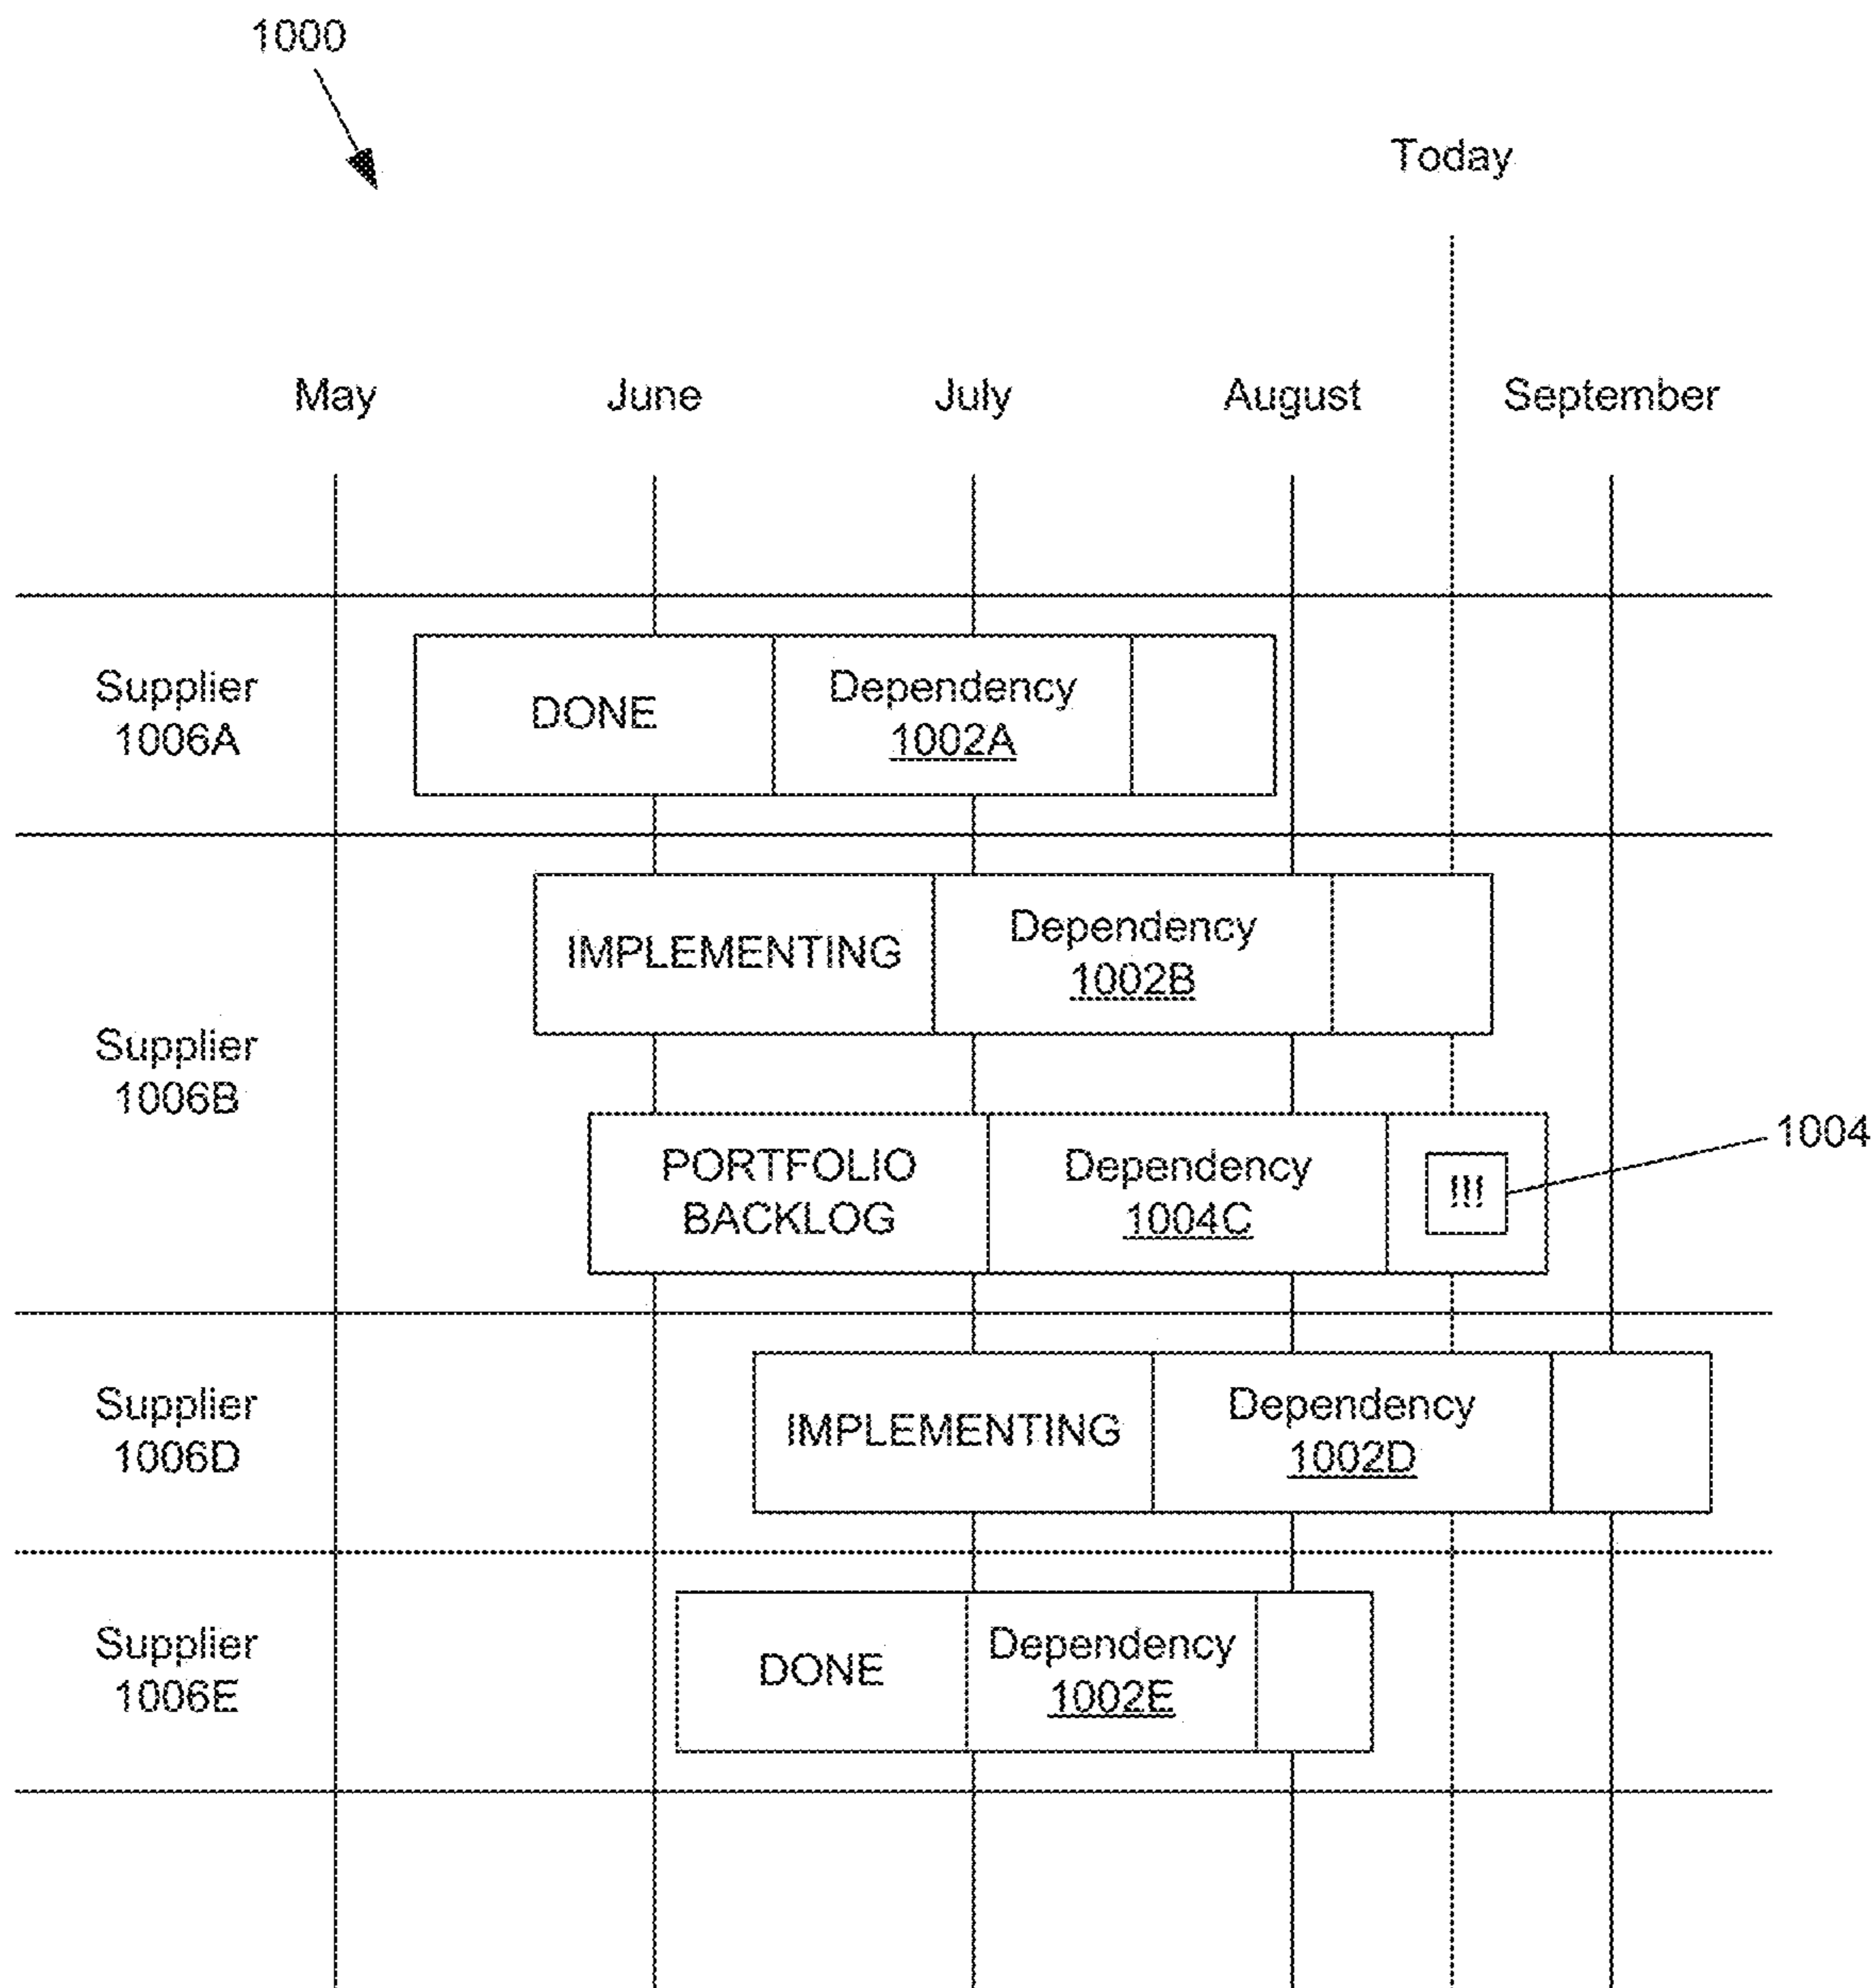 1000
Today
May June July August September
Supplier
1006A
DONE
Dependency
1002A
Supplier
1006B
IMPLEMENTING
Dependency
1002B
PORTFOLIO
BACKLOG
Dependency
1004C
!!!
1004
Supplier
1006D
IMPLEMENTING
Dependency
1002D
Supplier
1006E
DONE
Dependency
1002E